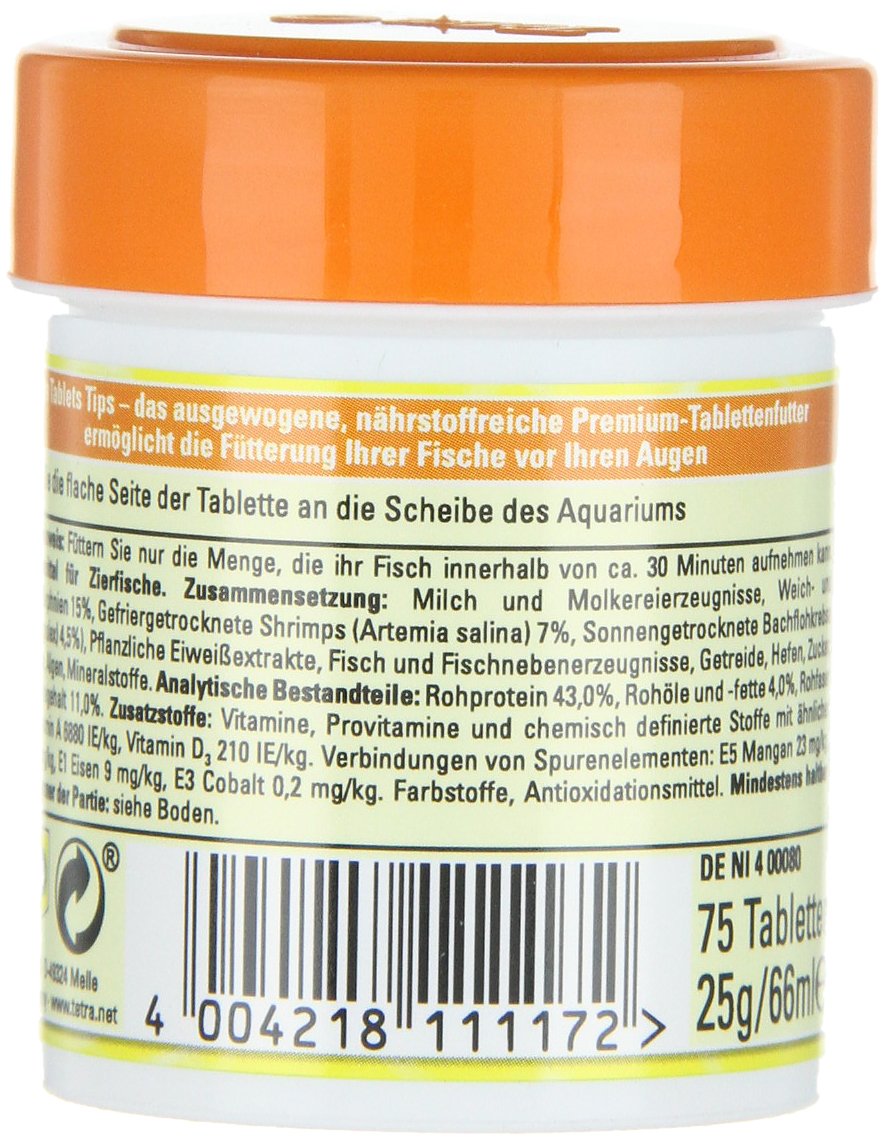 Tablets Tips – das ausgewogene, nährstoffreiche Premium-Tablettenfutter
ermöglicht die Fütterung Ihrer Fische vor Ihren Augen
die flache Seite der Tablette an die Scheibe des Aquariums
Füttern Sie nur die Menge, die ihr Fisch innerhalb von ca. 30 Minuten aufnehmen kann
für Zierfische. Zusammensetzung: Milch und Molkereierzeugnisse, Weich-
15%, Gefriergetrocknete Shrimps (Artemia salina) 7%, Sonnengetrocknete Bachflohkrebse
4,5%), Pflanzliche Eiweißextrakte, Fisch und Fischnebenerzeugnisse, Getreide, Hefen, Zucker
Mineralstoffe. Analytische Bestandteile: Rohprotein 43,0%, Rohöle und -fette 4,0%,
11,0%. Zusatzstoffe: Vitamine, Provitamine und chemisch definierte Stoffe mit
A 6880 IE/kg, Vitamin D₃ 210 IE/kg. Verbindungen von Spurenelementen: E5 Mangan 23 mg/
E1 Eisen 9 mg/kg, E3 Cobalt 0,2 mg/kg. Farbstoffe, Antioxidationsmittel. Mindestens
der Partie: siehe Boden.
®
DE NI 4 00080
75 Tablette
25g/66ml
D-49324 Melle
www.tetra.net
4 004218 111172 >